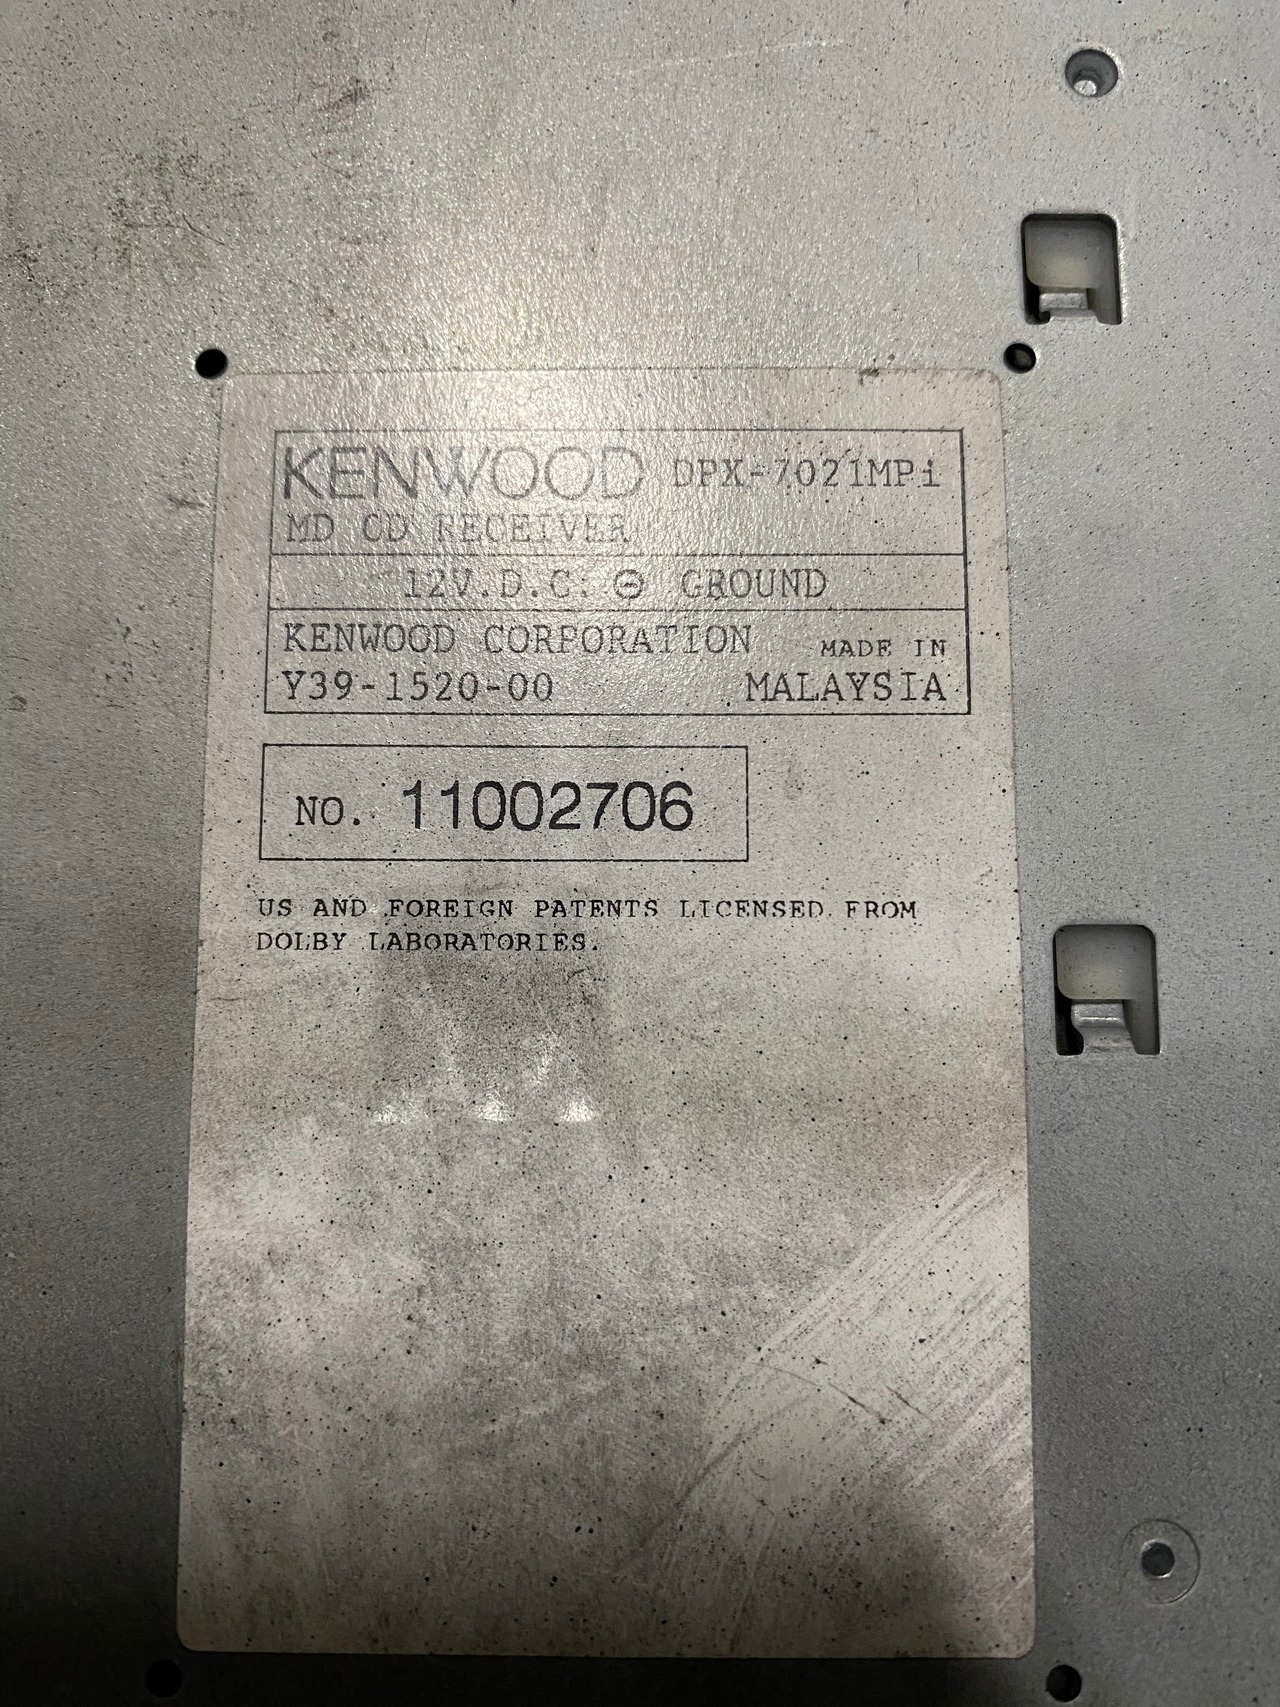 KENWOOD DPX-7021MPi
MD CD RECEIVER
12V.D.C. ⊖ GROUND
KENWOOD CORPORATION MADE IN
Y39-1520-00 MALAYSIA
NO. 11002706
US AND FOREIGN PATENTS LICENSED FROM
DOLBY LABORATORIES.